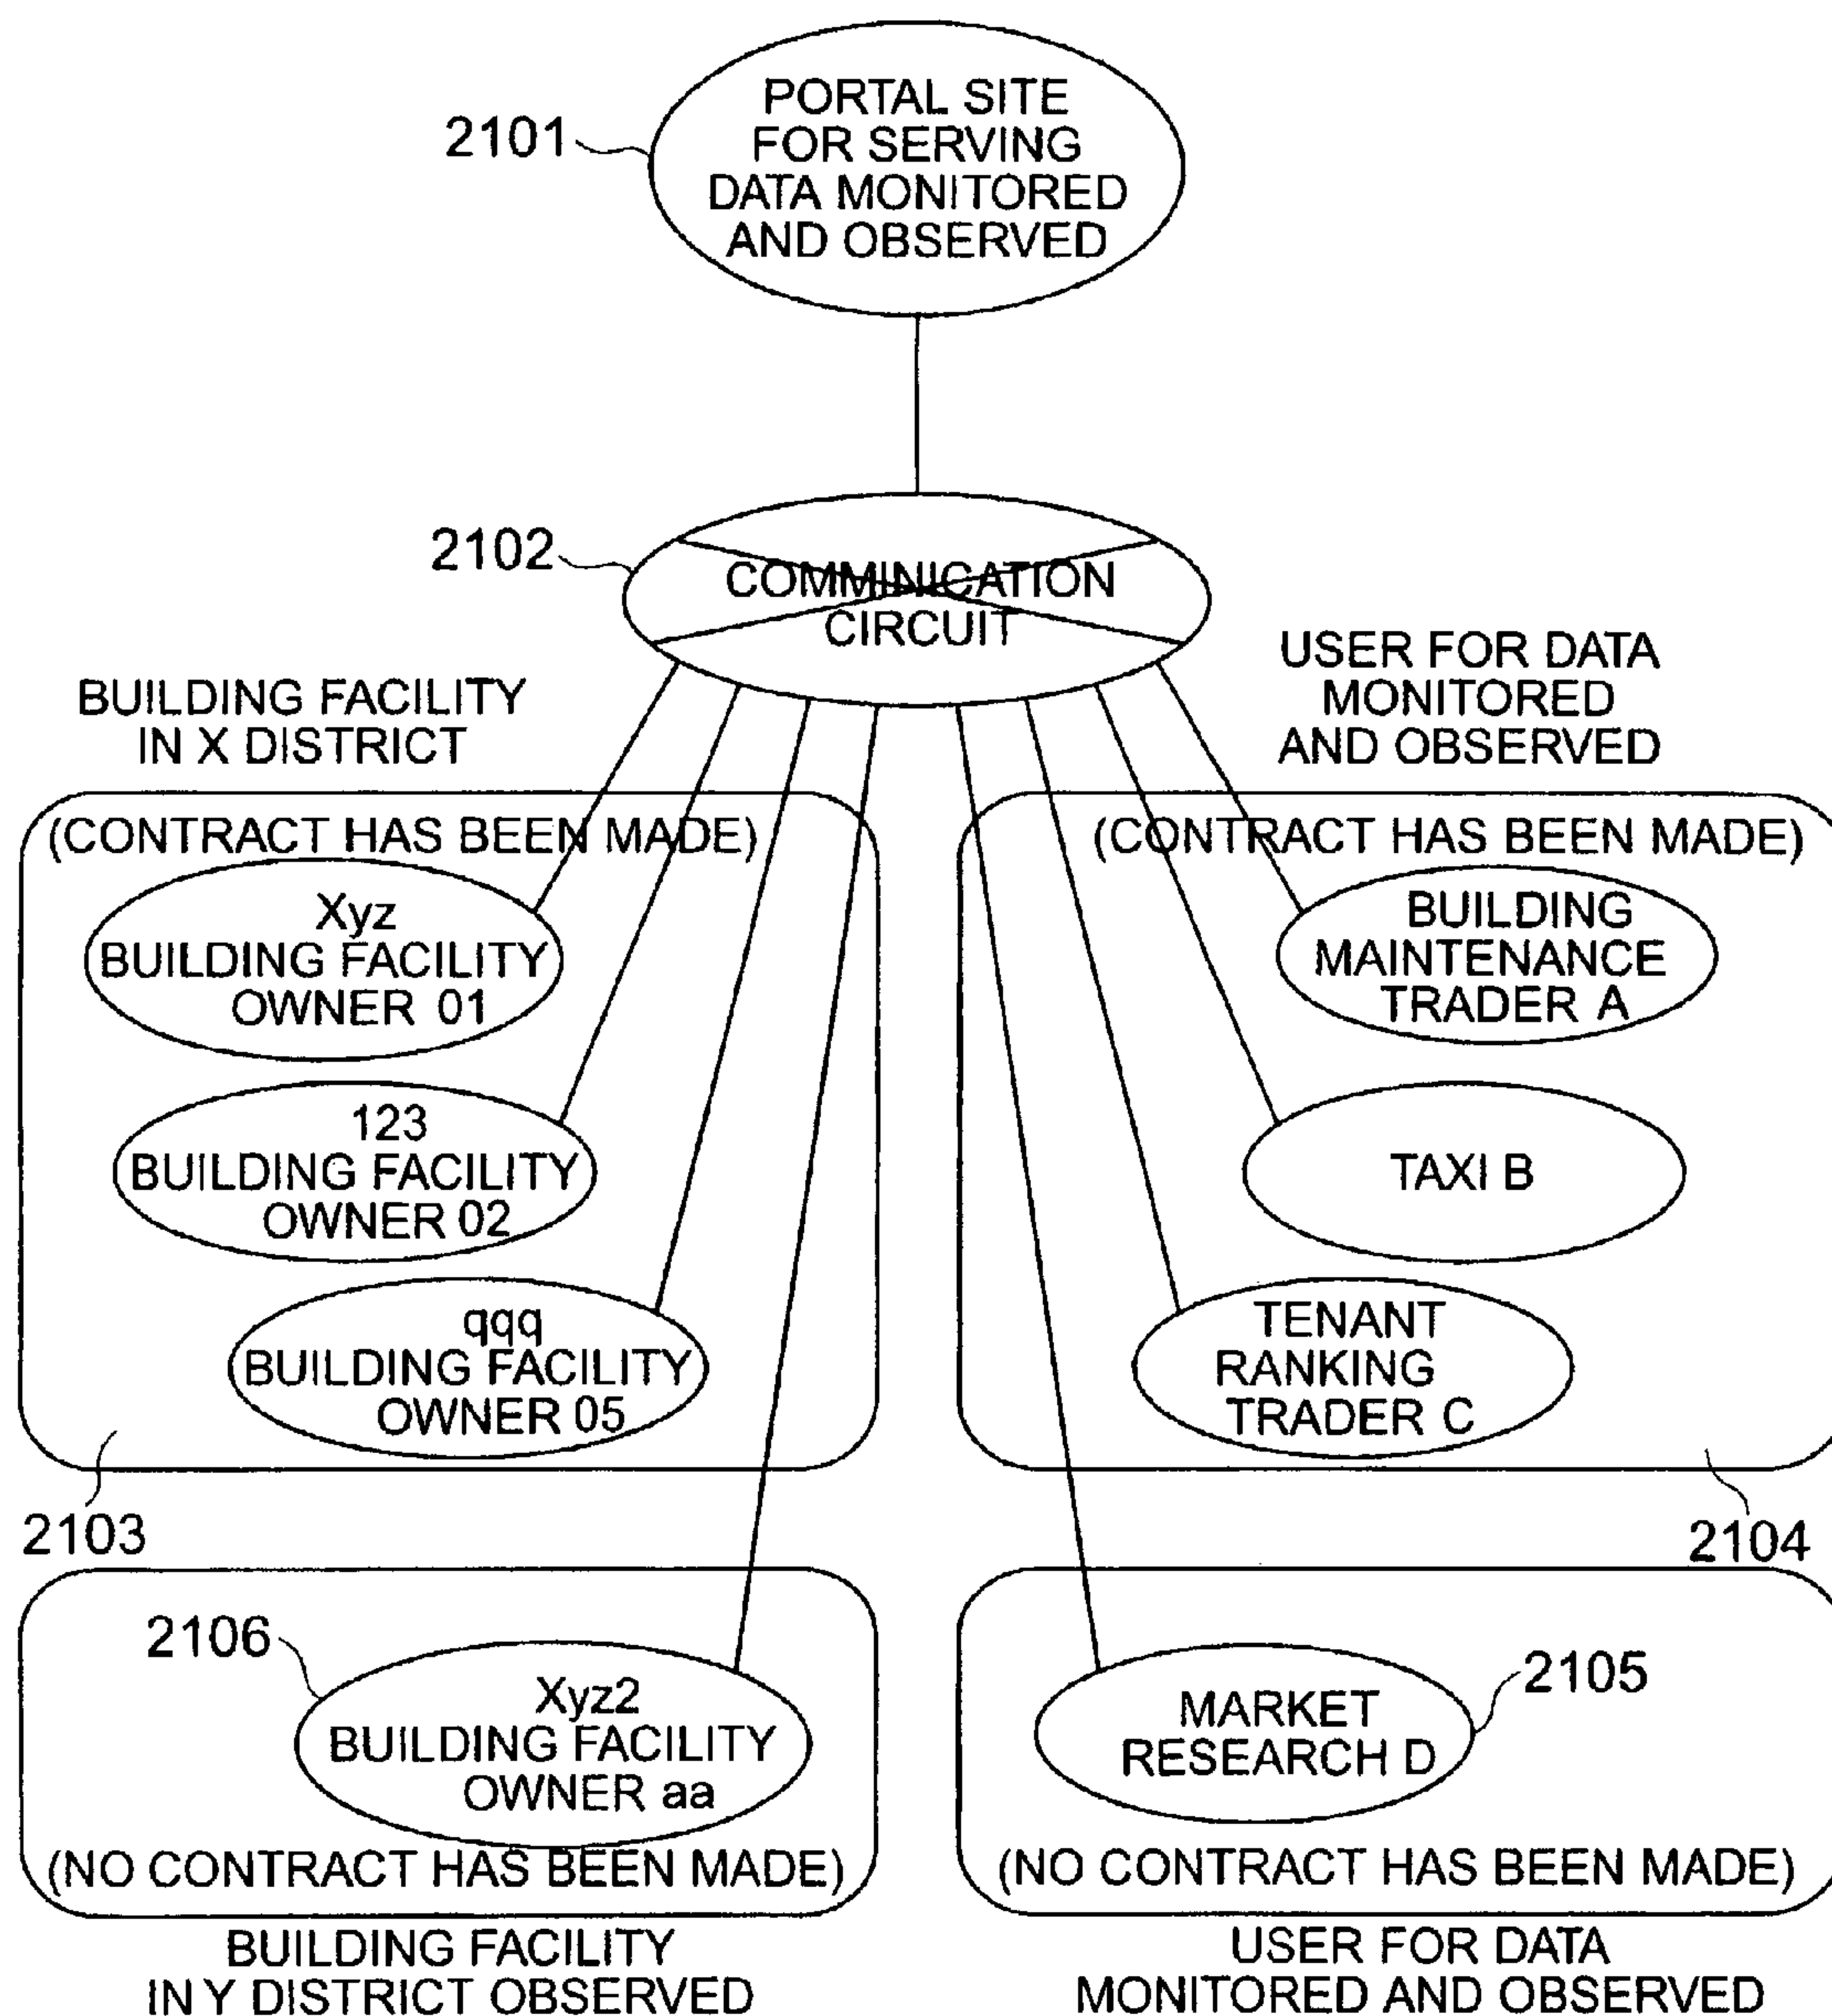 PORTAL SITE
FOR SERVING
DATA MONITORED
AND OBSERVED
2101
2102
COMMINICATION
CIRCUIT
BUILDING FACILITY
IN X DISTRICT
USER FOR DATA
MONITORED
AND OBSERVED
(CONTRACT HAS BEEN MADE)
Xyz
BUILDING FACILITY
OWNER 01
123
BUILDING FACILITY
OWNER 02
qqq
BUILDING FACILITY
OWNER 05
2103
(CONTRACT HAS BEEN MADE)
BUILDING
MAINTENANCE
TRADER A
TAXI B
TENANT
RANKING
TRADER C
2104
2106
Xyz2
BUILDING FACILITY
OWNER aa
(NO CONTRACT HAS BEEN MADE)
BUILDING FACILITY
IN Y DISTRICT OBSERVED
MARKET
RESEARCH D
2105
(NO CONTRACT HAS BEEN MADE)
USER FOR DATA
MONITORED AND OBSERVED